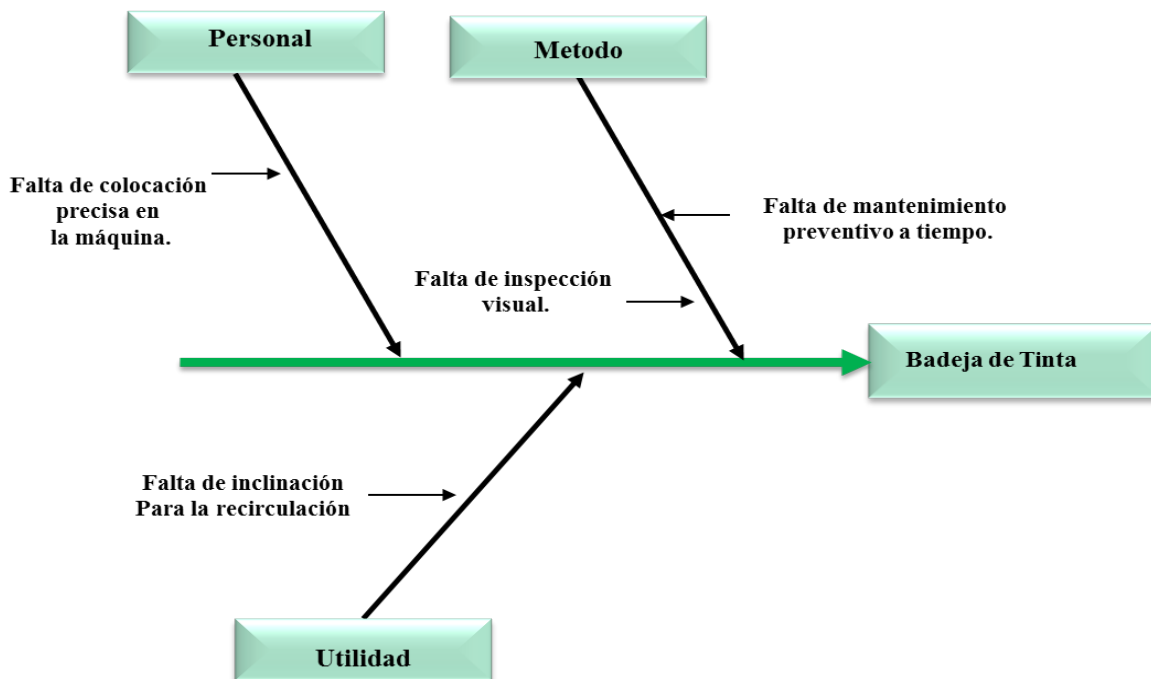 Personal
Metodo
Falta de colocación
precisa en
la máquina.
Falta de mantenimiento
preventivo a tiempo.
Falta de inspección
visual.
Badeja de Tinta
Falta de inclinación
Para la recirculación
Utilidad